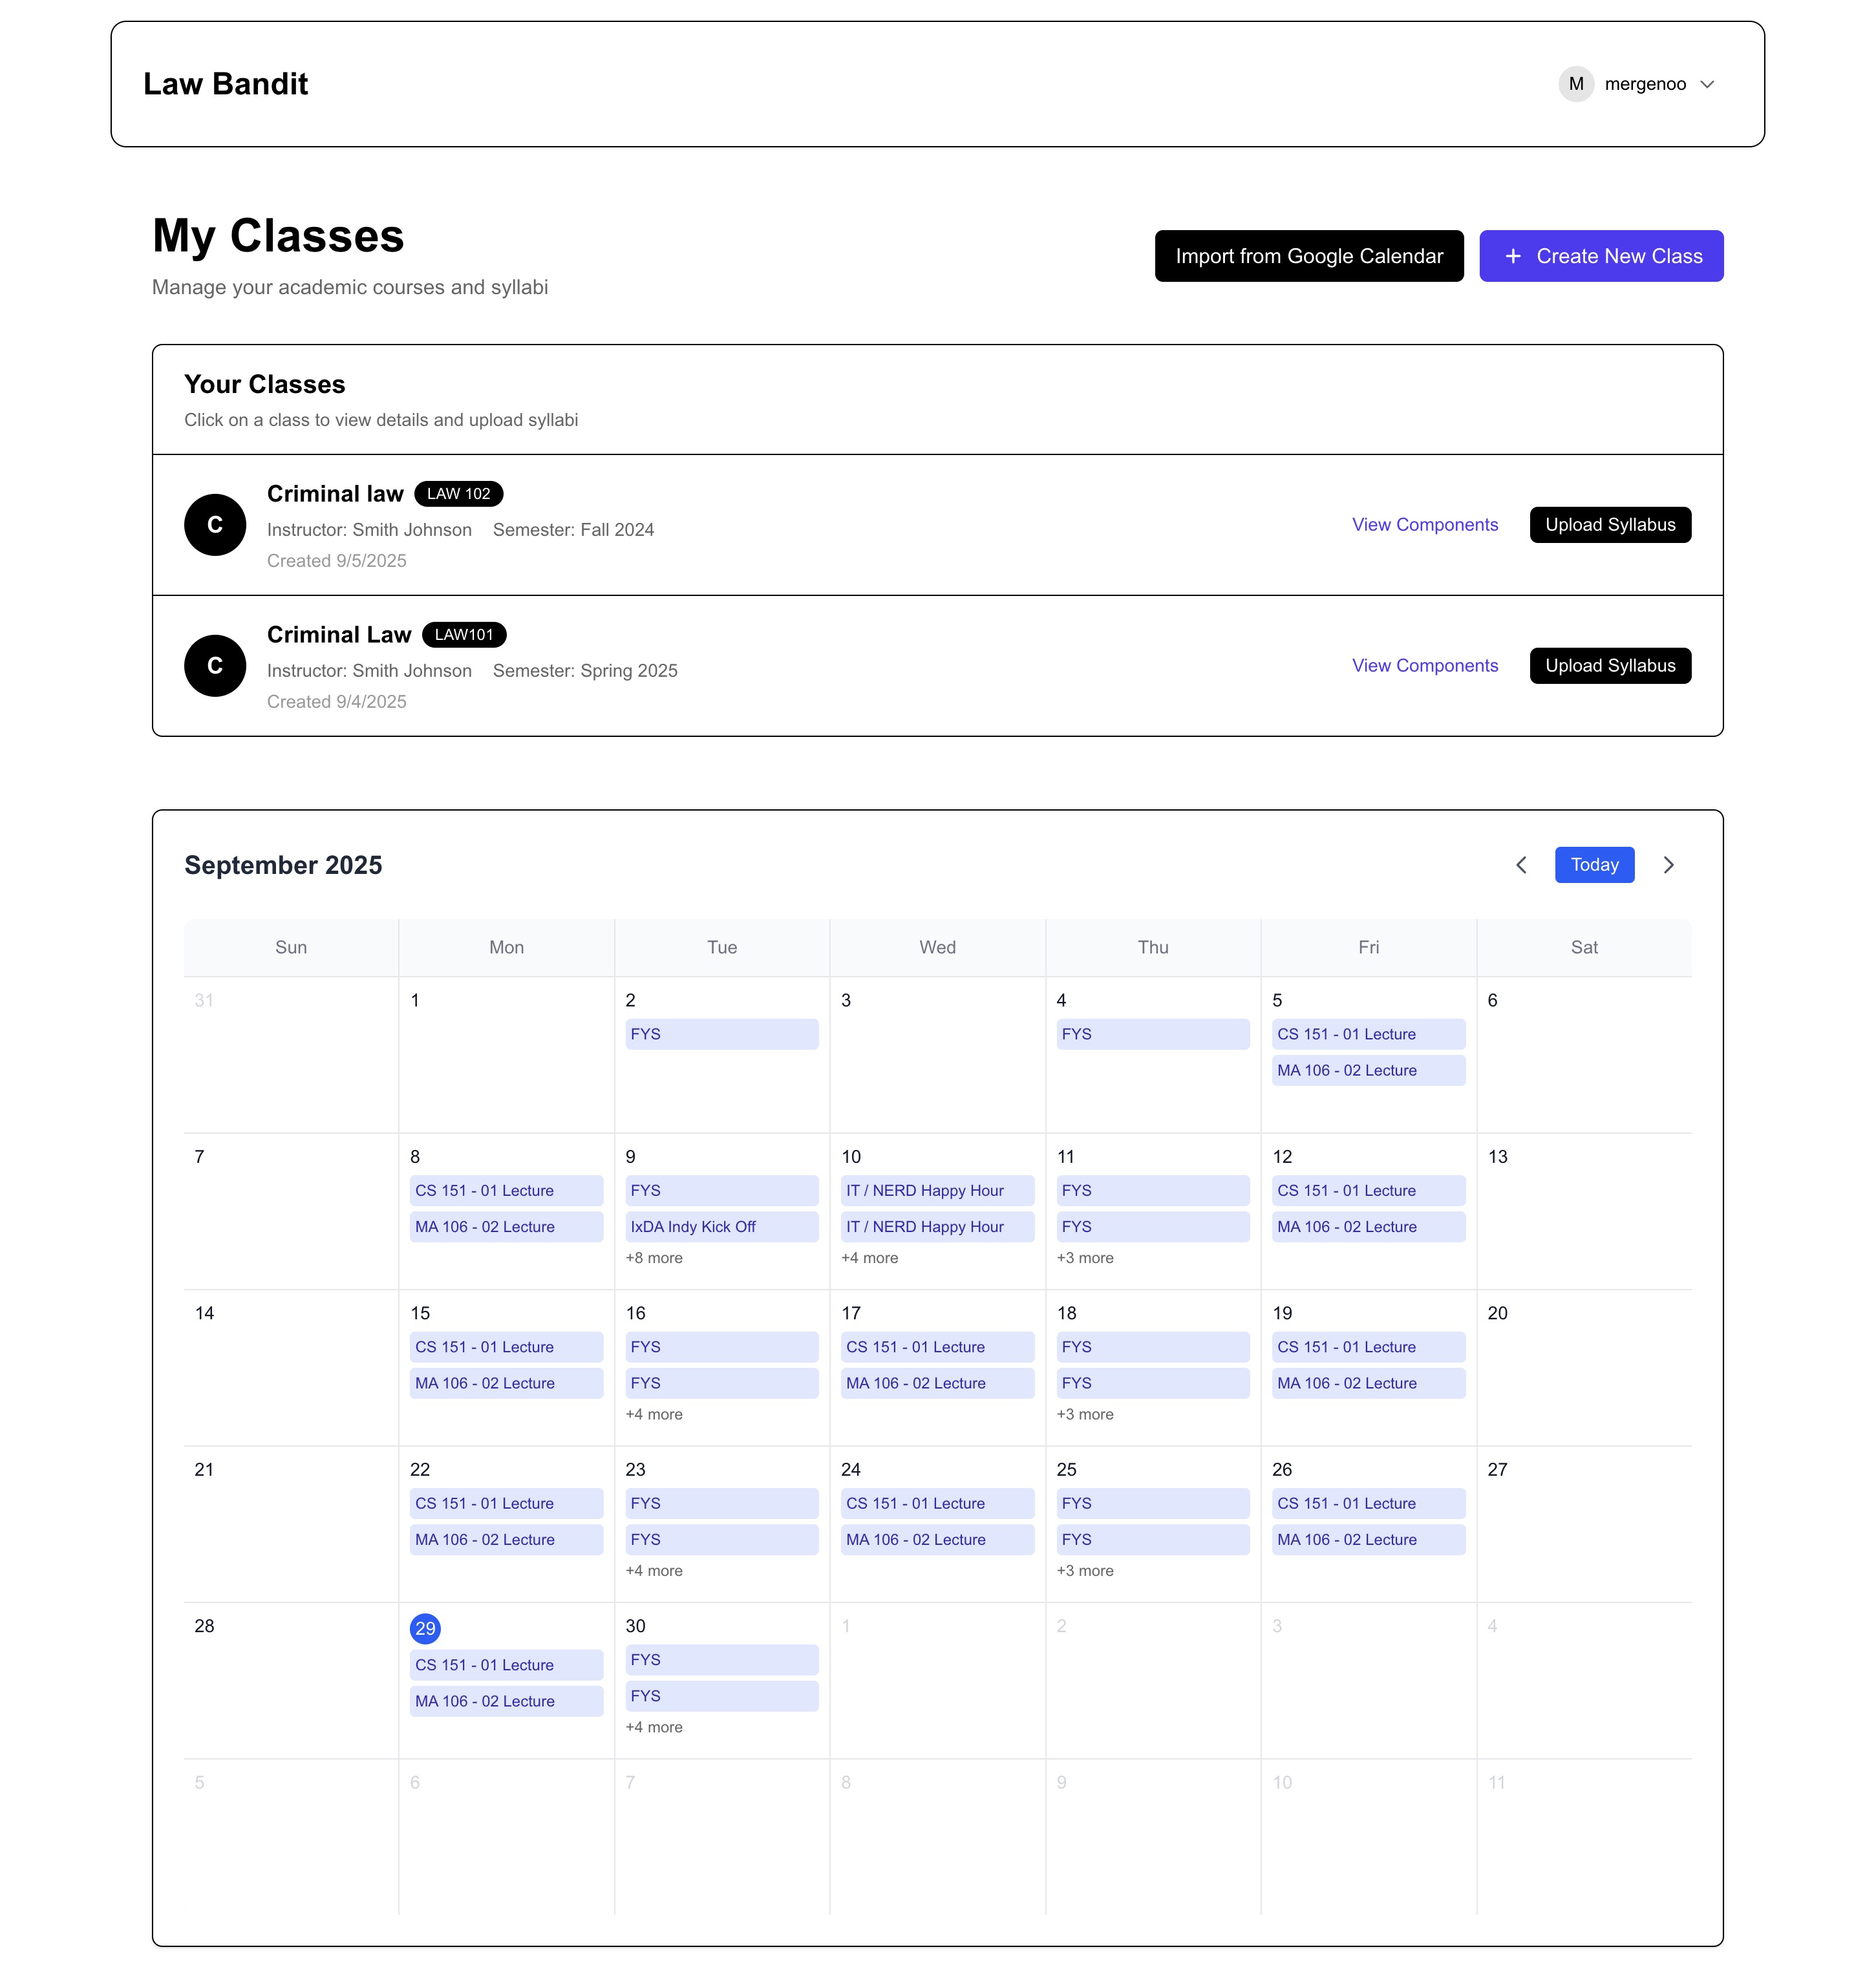 Law Bandit
M mergenoo
My Classes
Manage your academic courses and syllabi
Import from Google Calendar
+ Create New Class
Your Classes
Click on a class to view details and upload syllabi
C
Criminal law LAW 102
Instructor: Smith Johnson Semester: Fall 2024
Created 9/5/2025
View Components
Upload Syllabus
C
Criminal Law LAW101
Instructor: Smith Johnson Semester: Spring 2025
Created 9/4/2025
View Components
Upload Syllabus
September 2025
Today
Sun Mon Tue Wed Thu Fri Sat
31 1 2 3 4 5 6
FYS FYS CS 151 - 01 Lecture
MA 106 - 02 Lecture
7 8 9 10 11 12 13
CS 151 - 01 Lecture FYS IT / NERD Happy Hour FYS CS 151 - 01 Lecture
MA 106 - 02 Lecture IxDA Indy Kick Off IT / NERD Happy Hour FYS MA 106 - 02 Lecture
+8 more +4 more +3 more
14 15 16 17 18 19 20
CS 151 - 01 Lecture FYS CS 151 - 01 Lecture FYS CS 151 - 01 Lecture
MA 106 - 02 Lecture FYS MA 106 - 02 Lecture FYS MA 106 - 02 Lecture
+4 more +3 more
21 22 23 24 25 26 27
CS 151 - 01 Lecture FYS CS 151 - 01 Lecture FYS CS 151 - 01 Lecture
MA 106 - 02 Lecture FYS MA 106 - 02 Lecture FYS MA 106 - 02 Lecture
+4 more +3 more
28 29 30 1 2 3 4
CS 151 - 01 Lecture FYS
MA 106 - 02 Lecture FYS
+4 more
5 6 7 8 9 10 11